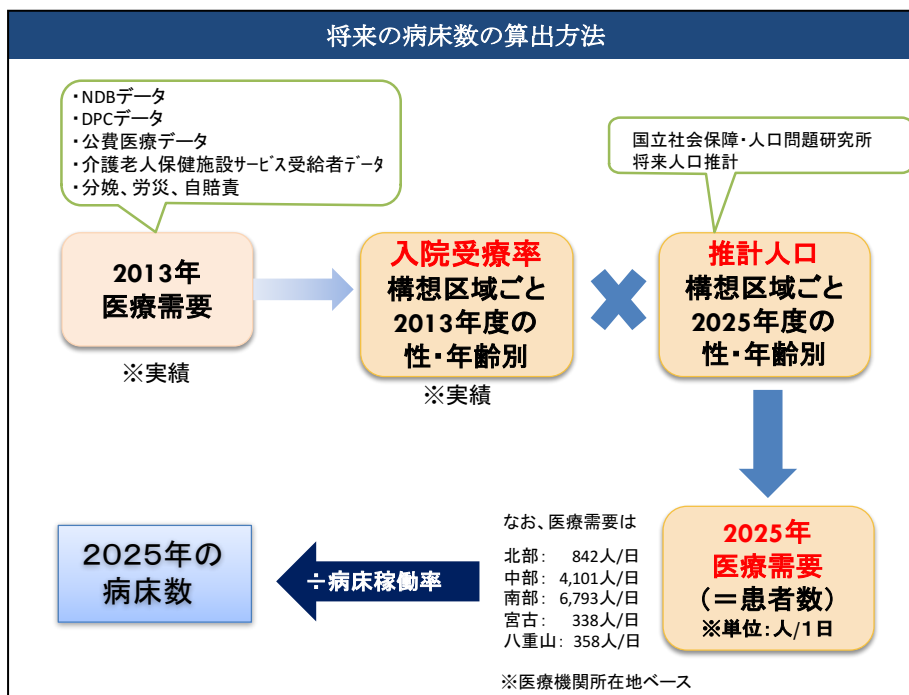 将来の病床数の算出方法
・NDBデータ
・DPCデータ
・公費医療データ
・介護老人保健施設ｻｰﾋﾞｽ受給者ﾃﾞｰﾀ
・分娩、労災、自賠責
国立社会保障・人口問題研究所
将来人口推計
2013年
医療需要
※実績
入院受療率
構想区域ごと
2013年度の
性・年齢別
※実績
推計人口
構想区域ごと
2025年度の
性・年齢別
2025年
医療需要
(＝患者数)
※単位：人/1日
なお、医療需要は
北部： 842人/日
中部： 4,101人/日
南部： 6,793人/日
宮古： 338人/日
八重山： 358人/日
※医療機関所在地ベース
÷病床稼働率
2025年の
病床数